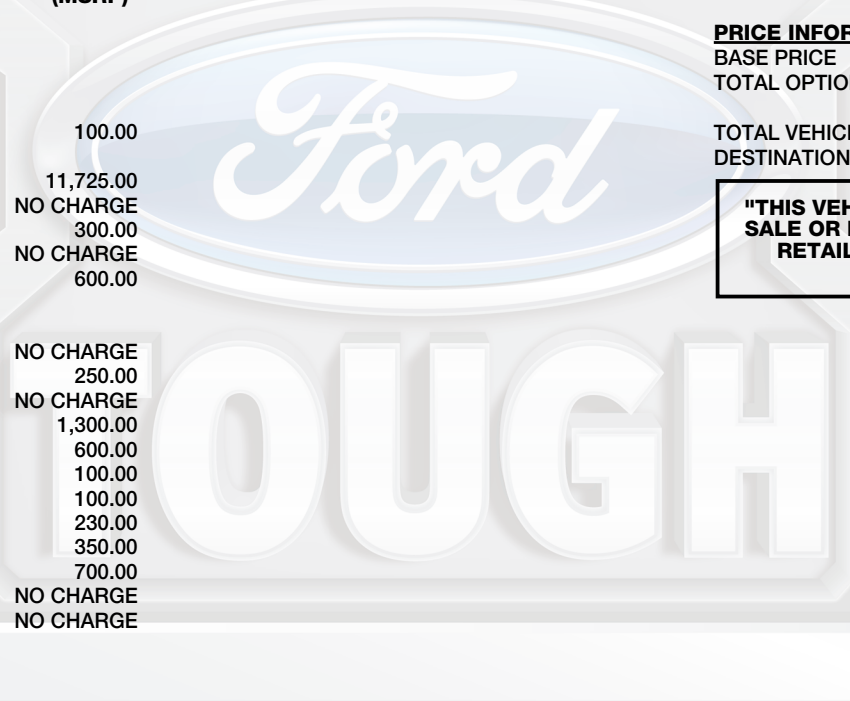 (MSRP)
100.00
11,725.00
NO CHARGE
300.00
NO CHARGE
600.00
NO CHARGE
250.00
NO CHARGE
1,300.00
600.00
100.00
100.00
230.00
350.00
700.00
NO CHARGE
NO CHARGE
PRICE INFOR
BASE PRICE
TOTAL OPTIO
TOTAL VEHIC
DESTINATION
"THIS VEH
SALE OR
RETAIL
Ford
TOUGH